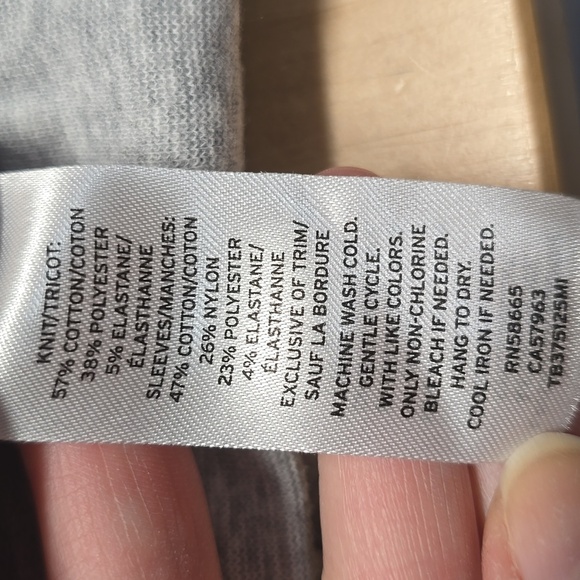 KNIT/TRICOT:
57% COTTON/COTON
38% POLYESTER
5% ELASTANE/
ÉLASTHANNE
SLEEVES/MANCHES:
47% COTTON/COTON
26% NYLON
23% POLYESTER
4% ELASTANE/
ÉLASTHANNE
EXCLUSIVE OF TRIM/
SAUF LA BORDURE
MACHINE WASH COLD.
GENTLE CYCLE.
WITH LIKE COLORS.
ONLY NON-CHLORINE
BLEACH IF NEEDED.
HANG TO DRY.
COOL IRON IF NEEDED.
RN58665
CA57963
TB375125MI